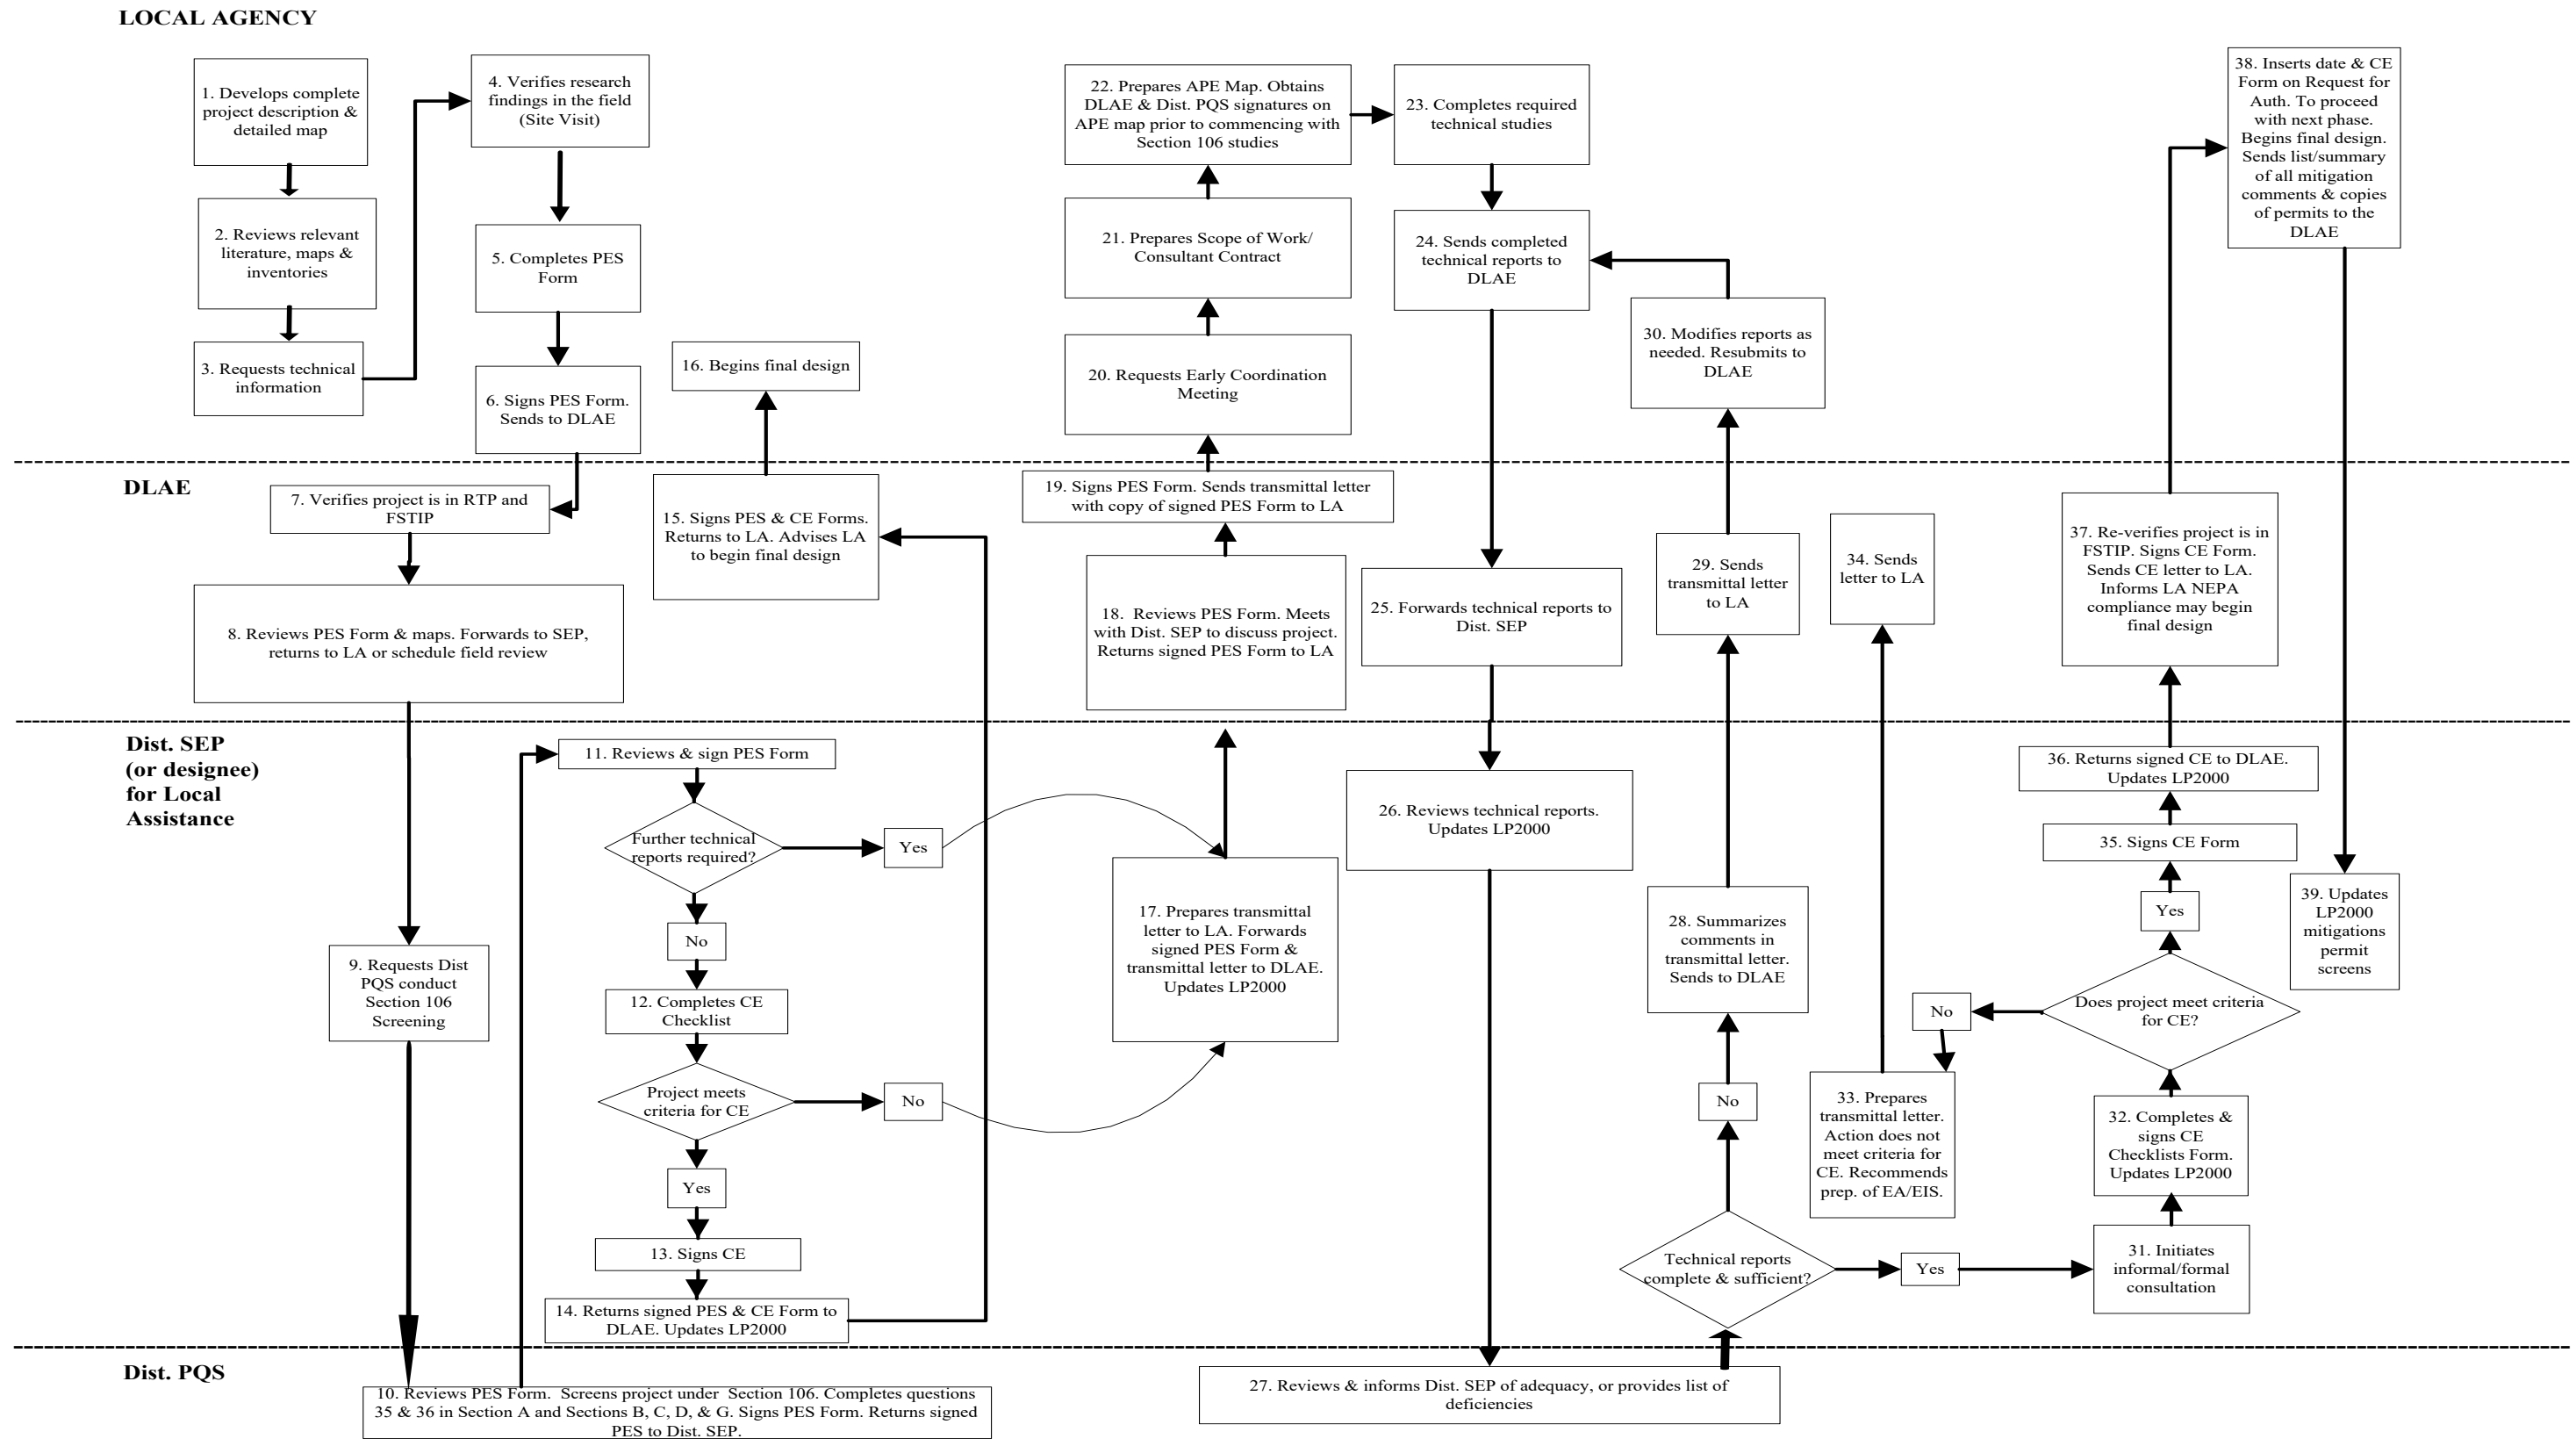 LOCAL AGENCY
1. Develops complete
project description &
detailed map
2. Reviews relevant
literature, maps &
inventories
3. Requests technical
information
4. Verifies research
findings in the field
(Site Visit)
5. Completes PES
Form
6. Signs PES Form.
Sends to DLAE
16. Begins final design
22. Prepares APE Map. Obtains
DLAE & Dist. PQS signatures on
APE map prior to commencing with
Section 106 studies
21. Prepares Scope of Work/
Consultant Contract
20. Requests Early Coordination
Meeting
23. Completes required
technical studies
24. Sends completed
technical reports to
DLAE
30. Modifies reports as
needed. Resubmits to
DLAE
38. Inserts date & CE
Form on Request for
Auth. To proceed
with next phase.
Begins final design.
Sends list/summary
of all mitigation
comments & copies
of permits to the
DLAE
DLAE
7. Verifies project is in RTP and
FSTIP
8. Reviews PES Form & maps. Forwards to SEP,
returns to LA or schedule field review
15. Signs PES & CE Forms.
Returns to LA. Advises LA
to begin final design
19. Signs PES Form. Sends transmittal letter
with copy of signed PES Form to LA
18. Reviews PES Form. Meets
with Dist. SEP to discuss project.
Returns signed PES Form to LA
25. Forwards technical reports to
Dist. SEP
29. Sends
transmittal letter
to LA
34. Sends
letter to LA
37. Re-verifies project is in
FSTIP. Signs CE Form.
Sends CE letter to LA.
Informs LA NEPA
compliance may begin
final design
Dist. SEP
(or designee)
for Local
Assistance
9. Requests Dist
PQS conduct
Section 106
Screening
11. Reviews & sign PES Form
Further technical
reports required?
Yes
No
12. Completes CE
Checklist
Project meets
criteria for CE
No
Yes
13. Signs CE
14. Returns signed PES & CE Form to
DLAE. Updates LP2000
17. Prepares transmittal
letter to LA. Forwards
signed PES Form &
transmittal letter to DLAE.
Updates LP2000
26. Reviews technical reports.
Updates LP2000
28. Summarizes
comments in
transmittal letter.
Sends to DLAE
No
Technical reports
complete & sufficient?
Yes
33. Prepares
transmittal letter.
Action does not
meet criteria for
CE. Recommends
prep. of EA/EIS.
No
36. Returns signed CE to DLAE.
Updates LP2000
35. Signs CE Form
Yes
Does project meet criteria
for CE?
32. Completes &
signs CE
Checklists Form.
Updates LP2000
31. Initiates
informal/formal
consultation
39. Updates
LP2000
mitigations
permit
screens
Dist. PQS
10. Reviews PES Form. Screens project under Section 106. Completes questions
35 & 36 in Section A and Sections B, C, D, & G. Signs PES Form. Returns signed
PES to Dist. SEP.
27. Reviews & informs Dist. SEP of adequacy, or provides list of
deficiencies